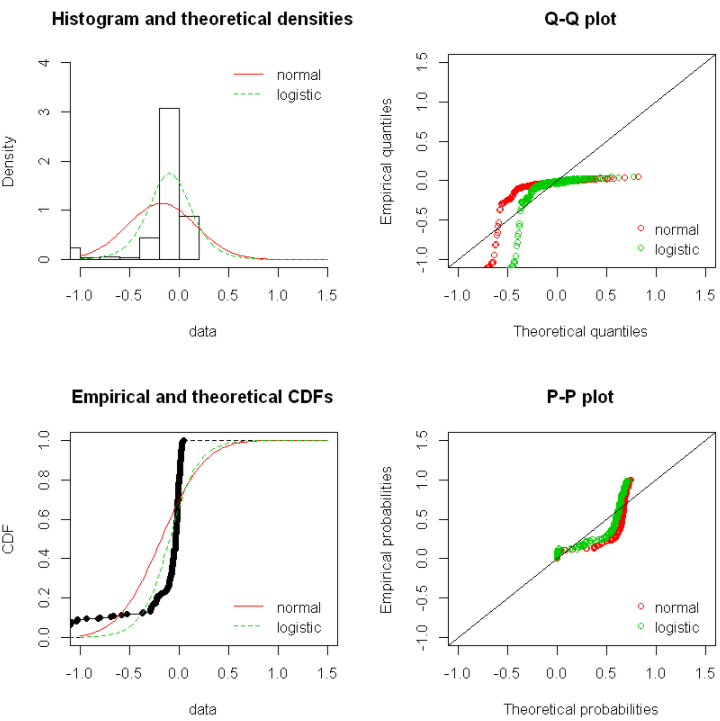 Histogram and theoretical densities
Density
0 1 2 3 4
normal
logistic
-1.0 -0.5 0.0 0.5 1.0 1.5
data
Q-Q plot
Empirical quantiles
-1.0 -0.5 0.0 0.5 1.0 1.5
normal
logistic
-1.0 -0.5 0.0 0.5 1.0 1.5
Theoretical quantiles
Empirical and theoretical CDFs
CDF
0.0 0.2 0.4 0.6 0.8 1.0
normal
logistic
-1.0 -0.5 0.0 0.5 1.0 1.5
data
P-P plot
Empirical probabilities
-1.0 -0.5 0.0 0.5 1.0 1.5
normal
logistic
-1.0 -0.5 0.0 0.5 1.0 1.5
Theoretical probabilities